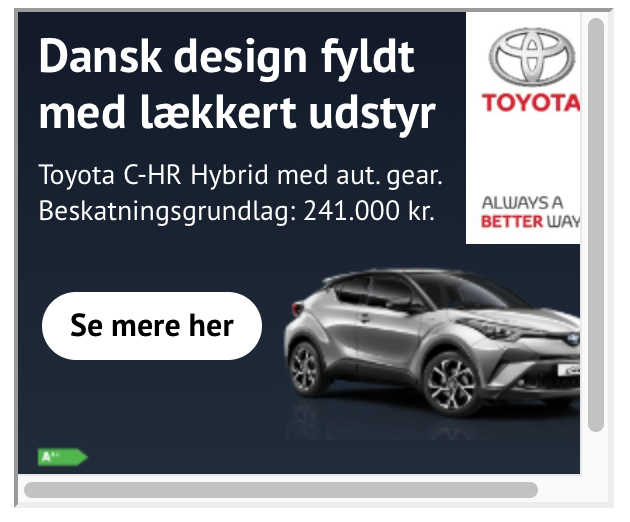 Dansk design fyldt
med lækkert udstyr
Toyota C-HR Hybrid med aut. gear.
Beskatningsgrundlag: 241.000 kr.
TOYOTA
ALWAYS A
BETTER WAY
Se mere her